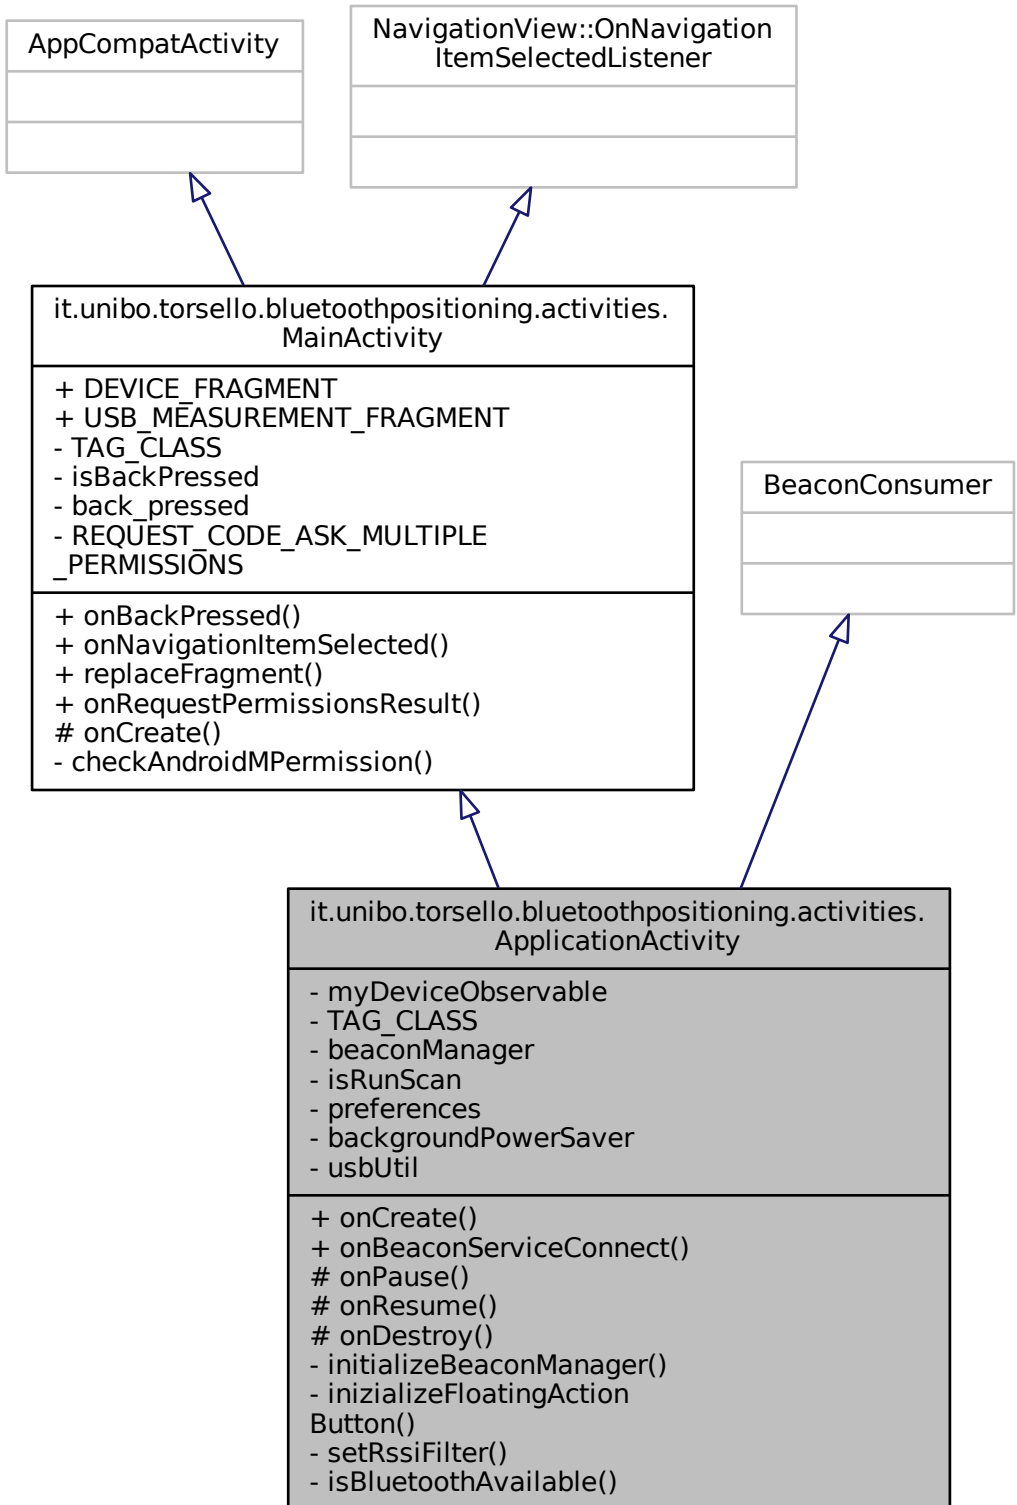 AppCompatActivity
NavigationView::OnNavigation
ItemSelectedListener
it.unibo.torsello.bluetoothpositioning.activities.
MainActivity
+ DEVICE_FRAGMENT
+ USB_MEASUREMENT_FRAGMENT
- TAG_CLASS
- isBackPressed
- back_pressed
- REQUEST_CODE_ASK_MULTIPLE
_PERMISSIONS
+ onBackPressed()
+ onNavigationItemSelected()
+ replaceFragment()
+ onRequestPermissionsResult()
# onCreate()
- checkAndroidMPermission()
BeaconConsumer
it.unibo.torsello.bluetoothpositioning.activities.
ApplicationActivity
- myDeviceObservable
- TAG_CLASS
- beaconManager
- isRunScan
- preferences
- backgroundPowerSaver
- usbUtil
+ onCreate()
+ onBeaconServiceConnect()
# onPause()
# onResume()
# onDestroy()
- initializeBeaconManager()
- inizializeFloatingAction
Button()
- setRssiFilter()
- isBluetoothAvailable()